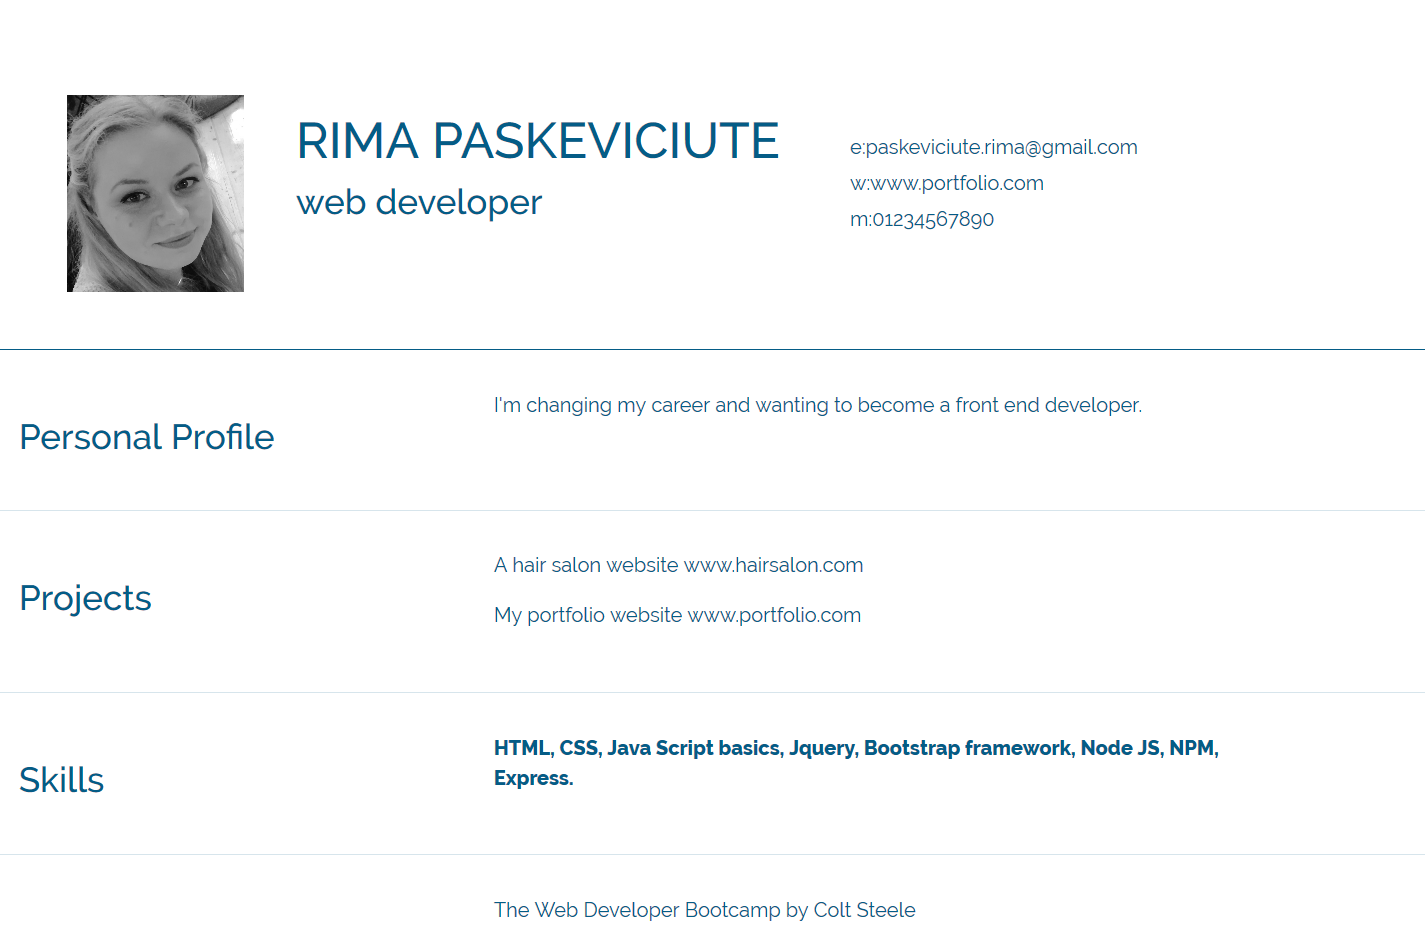 RIMA PASKEVICIUTE
web developer
e:paskeviciute.rima@gmail.com
w:www.portfolio.com
m:01234567890
Personal Profile
I'm changing my career and wanting to become a front end developer.
Projects
A hair salon website www.hairsalon.com
My portfolio website www.portfolio.com
Skills
HTML, CSS, Java Script basics, Jquery, Bootstrap framework, Node JS, NPM,
Express.
The Web Developer Bootcamp by Colt Steele